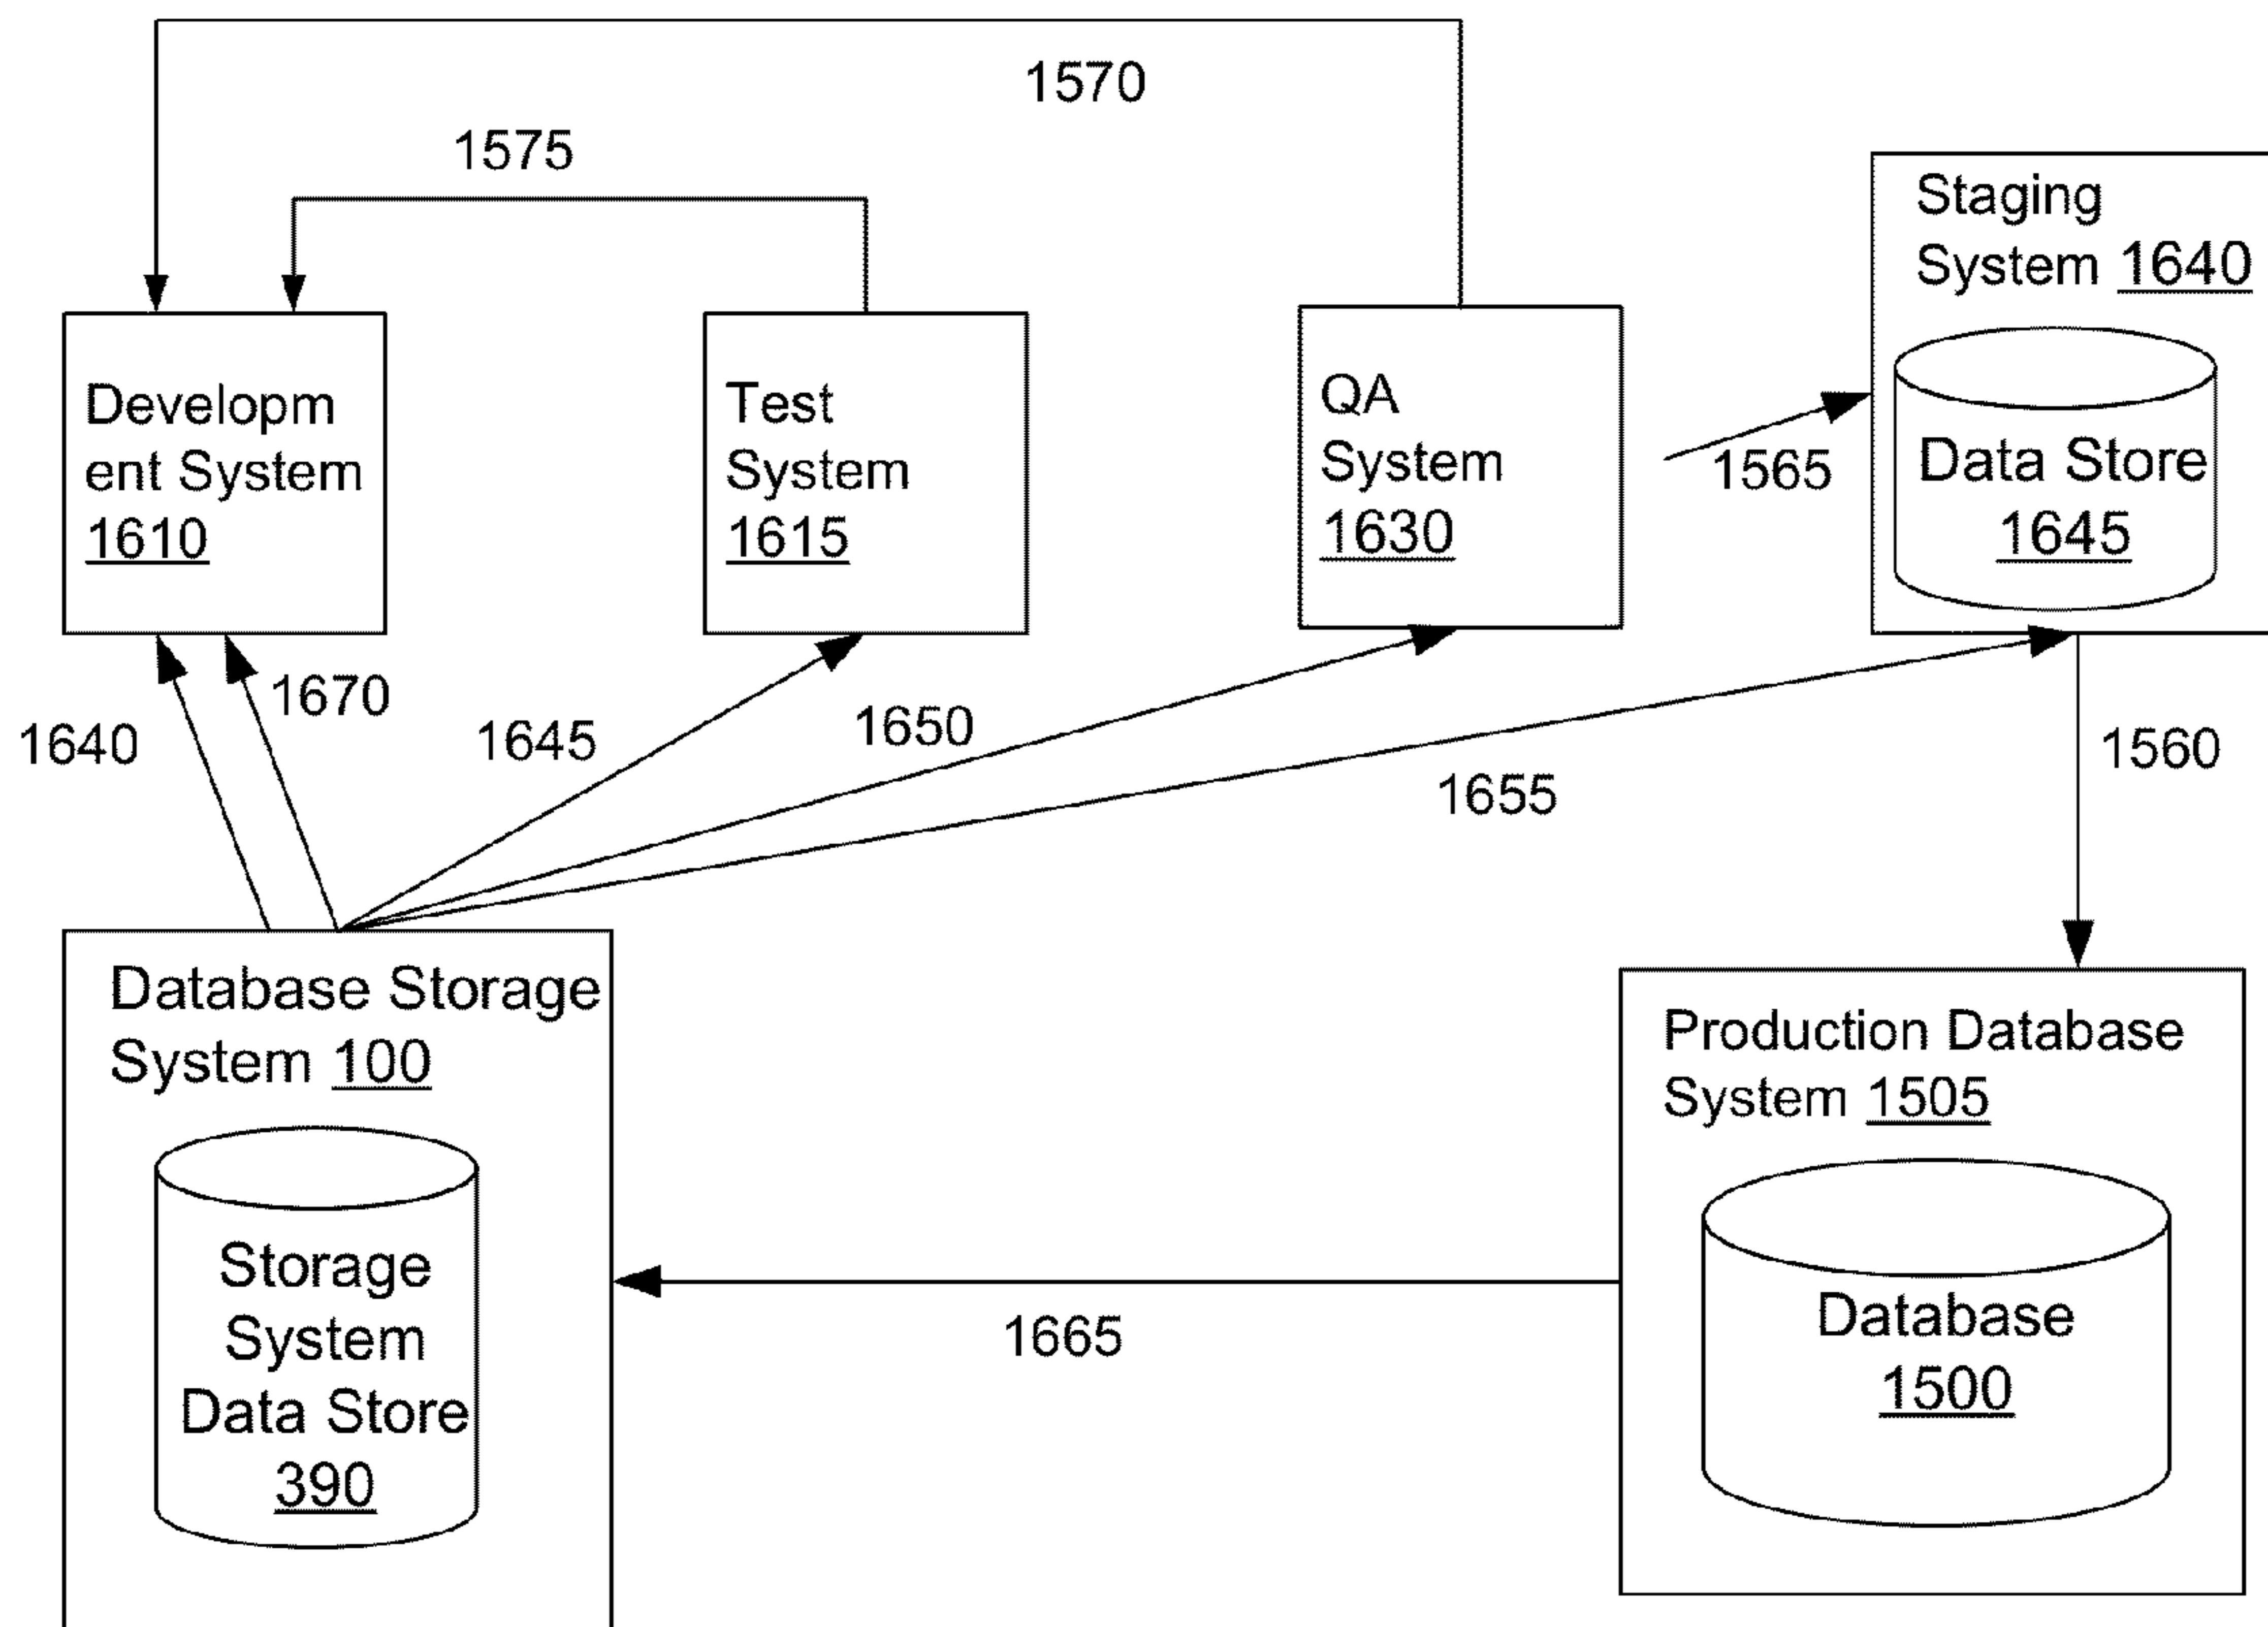 1570
1575
Staging
System 1640
Data Store
1645
Developm
ent System
1610
Test
System
1615
QA
System
1630
1565
1640
1670
1645
1650
1655
1560
Database Storage
System 100
Storage
System
Data Store
390
Production Database
System 1505
Database
1500
1665